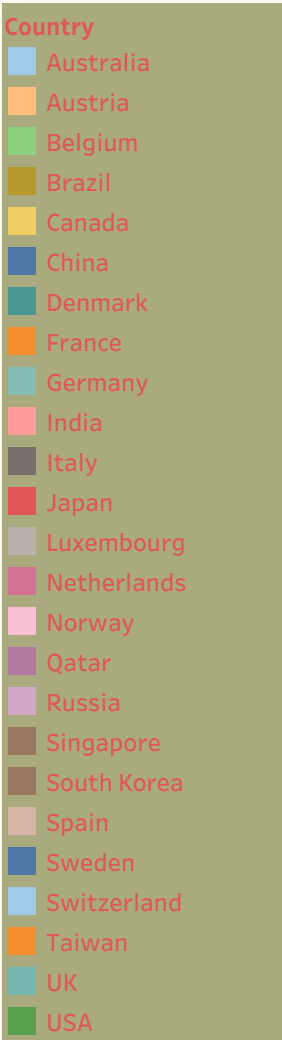 Country
Australia
Austria
Belgium
Brazil
Canada
China
Denmark
France
Germany
India
Italy
Japan
Luxembourg
Netherlands
Norway
Qatar
Russia
Singapore
South Korea
Spain
Sweden
Switzerland
Taiwan
UK
USA